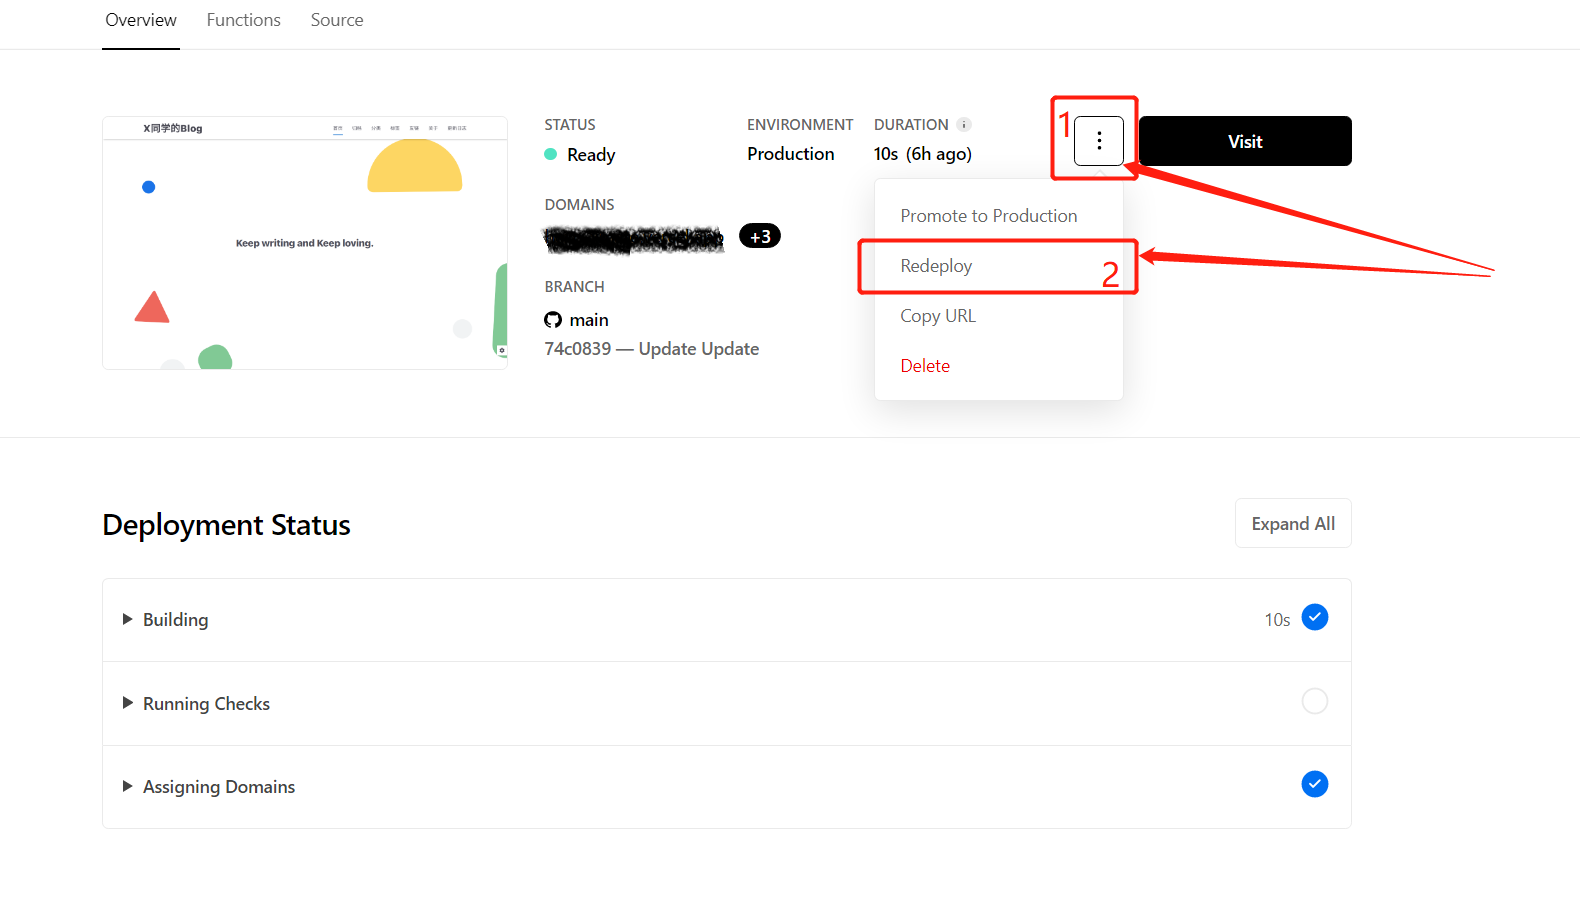 Overview Functions Source
X同学的Blog
Keep writing and Keep loving.
STATUS
Ready
ENVIRONMENT
Production
DURATION
10s (6h ago)
1
Visit
DOMAINS
+3
BRANCH
main
74c0839 — Update Update
Promote to Production
Redeploy
2
Copy URL
Delete
Deployment Status
Expand All
Building
10s
Running Checks
Assigning Domains